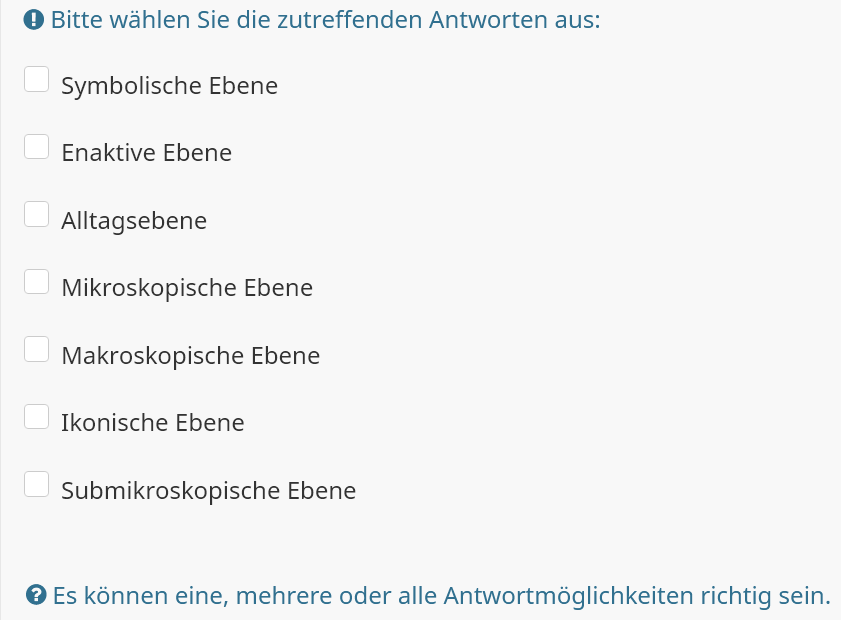 Bitte wählen Sie die zutreffenden Antworten aus:
Symbolische Ebene
Enaktive Ebene
Alltagsebene
Mikroskopische Ebene
Makroskopische Ebene
Ikonische Ebene
Submikroskopische Ebene
Es können eine, mehrere oder alle Antwortmöglichkeiten richtig sein.